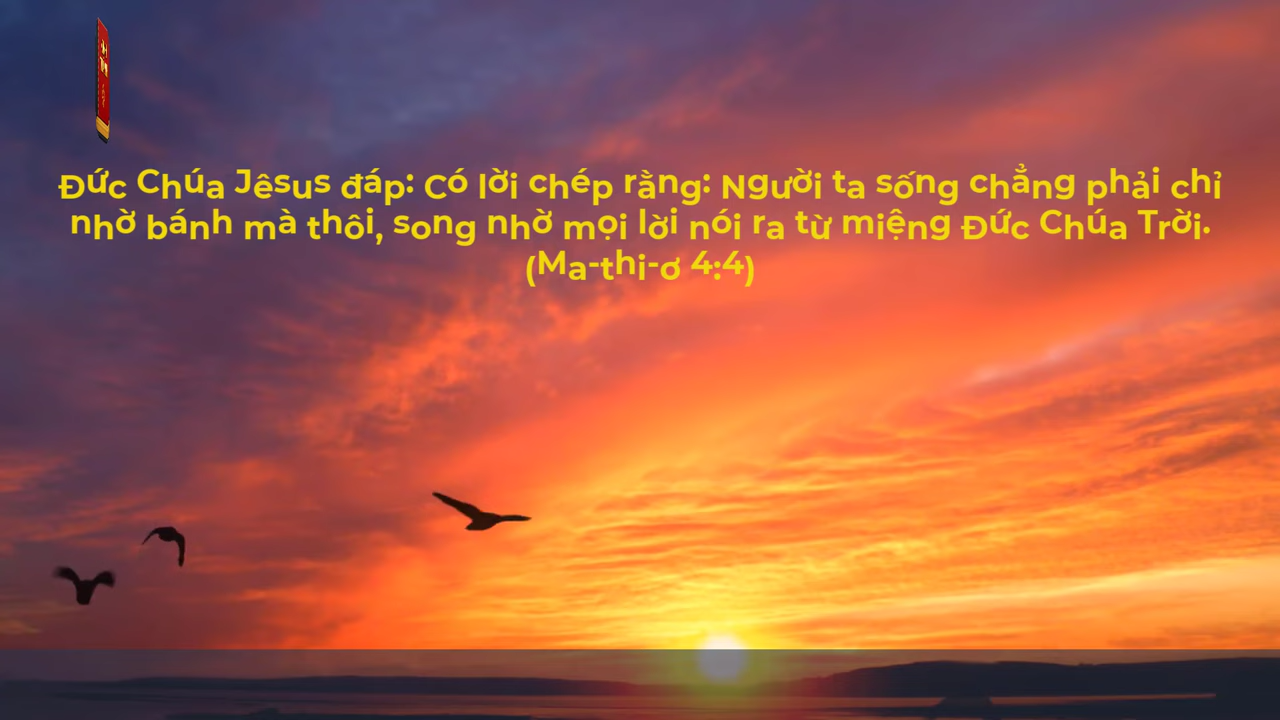 Đức Chúa Jêsus đáp: Có lời chép rằng: Người ta sống chẳng phải chỉ
nhờ bánh mà thôi, song nhờ mọi lời nói ra từ miệng Đức Chúa Trời.
(Ma-thi-ơ 4:4)